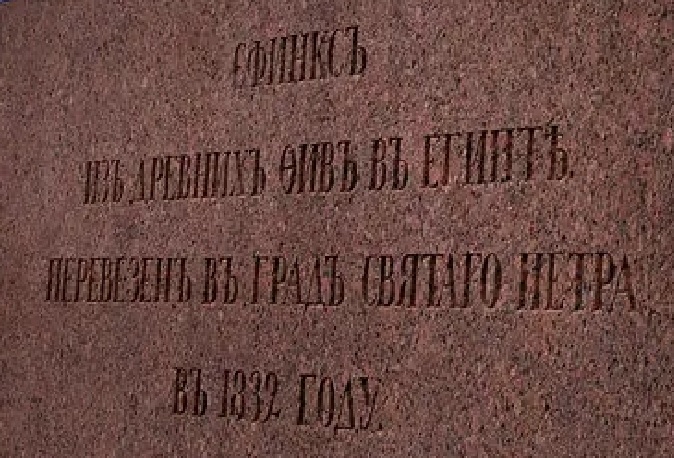 СФИНКСЪ
ИЗЪ ДРЕВНИХЪ ѲИВЪ ВЪ ЕГИПТѢ.
ПЕРЕВЕЗЕНЪ ВЪ ГРАДЪ СВЯТАГО ПЕТРА
ВЪ 1832 ГОДУ.